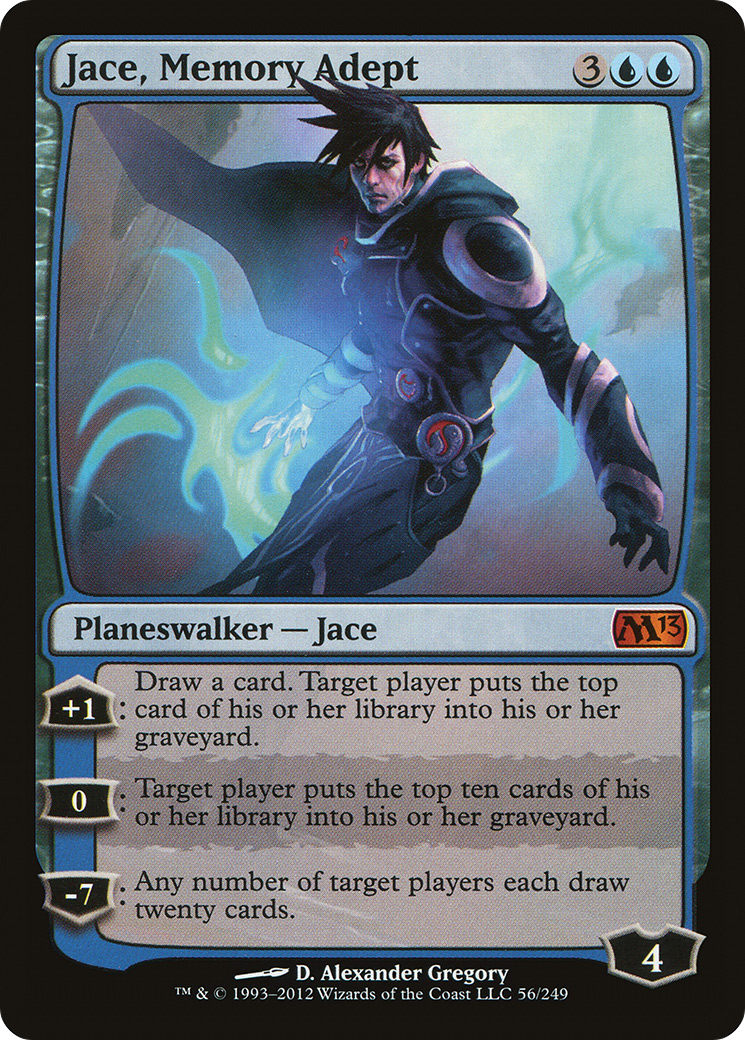 Jace, Memory Adept 3
Planeswalker — Jace M13
+1: Draw a card. Target player puts the top
card of his or her library into his or her
graveyard.
0: Target player puts the top ten cards of his
or her library into his or her graveyard.
-7: Any number of target players each draw
twenty cards.
4
D. Alexander Gregory
™ & © 1993–2012 Wizards of the Coast LLC 56/249